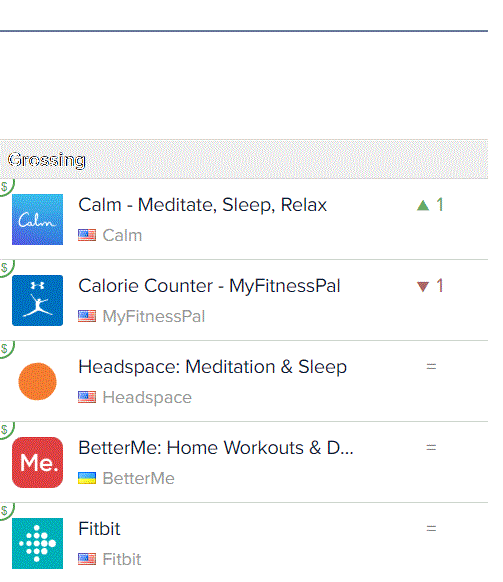 Grossing
$
Calm
Calm - Meditate, Sleep, Relax
▲ 1
Calm
$
Calorie Counter - MyFitnessPal
▼ 1
MyFitnessPal
$
Headspace: Meditation & Sleep
=
Headspace
$
Me.
BetterMe: Home Workouts & D...
=
BetterMe
$
Fitbit
=
Fitbit